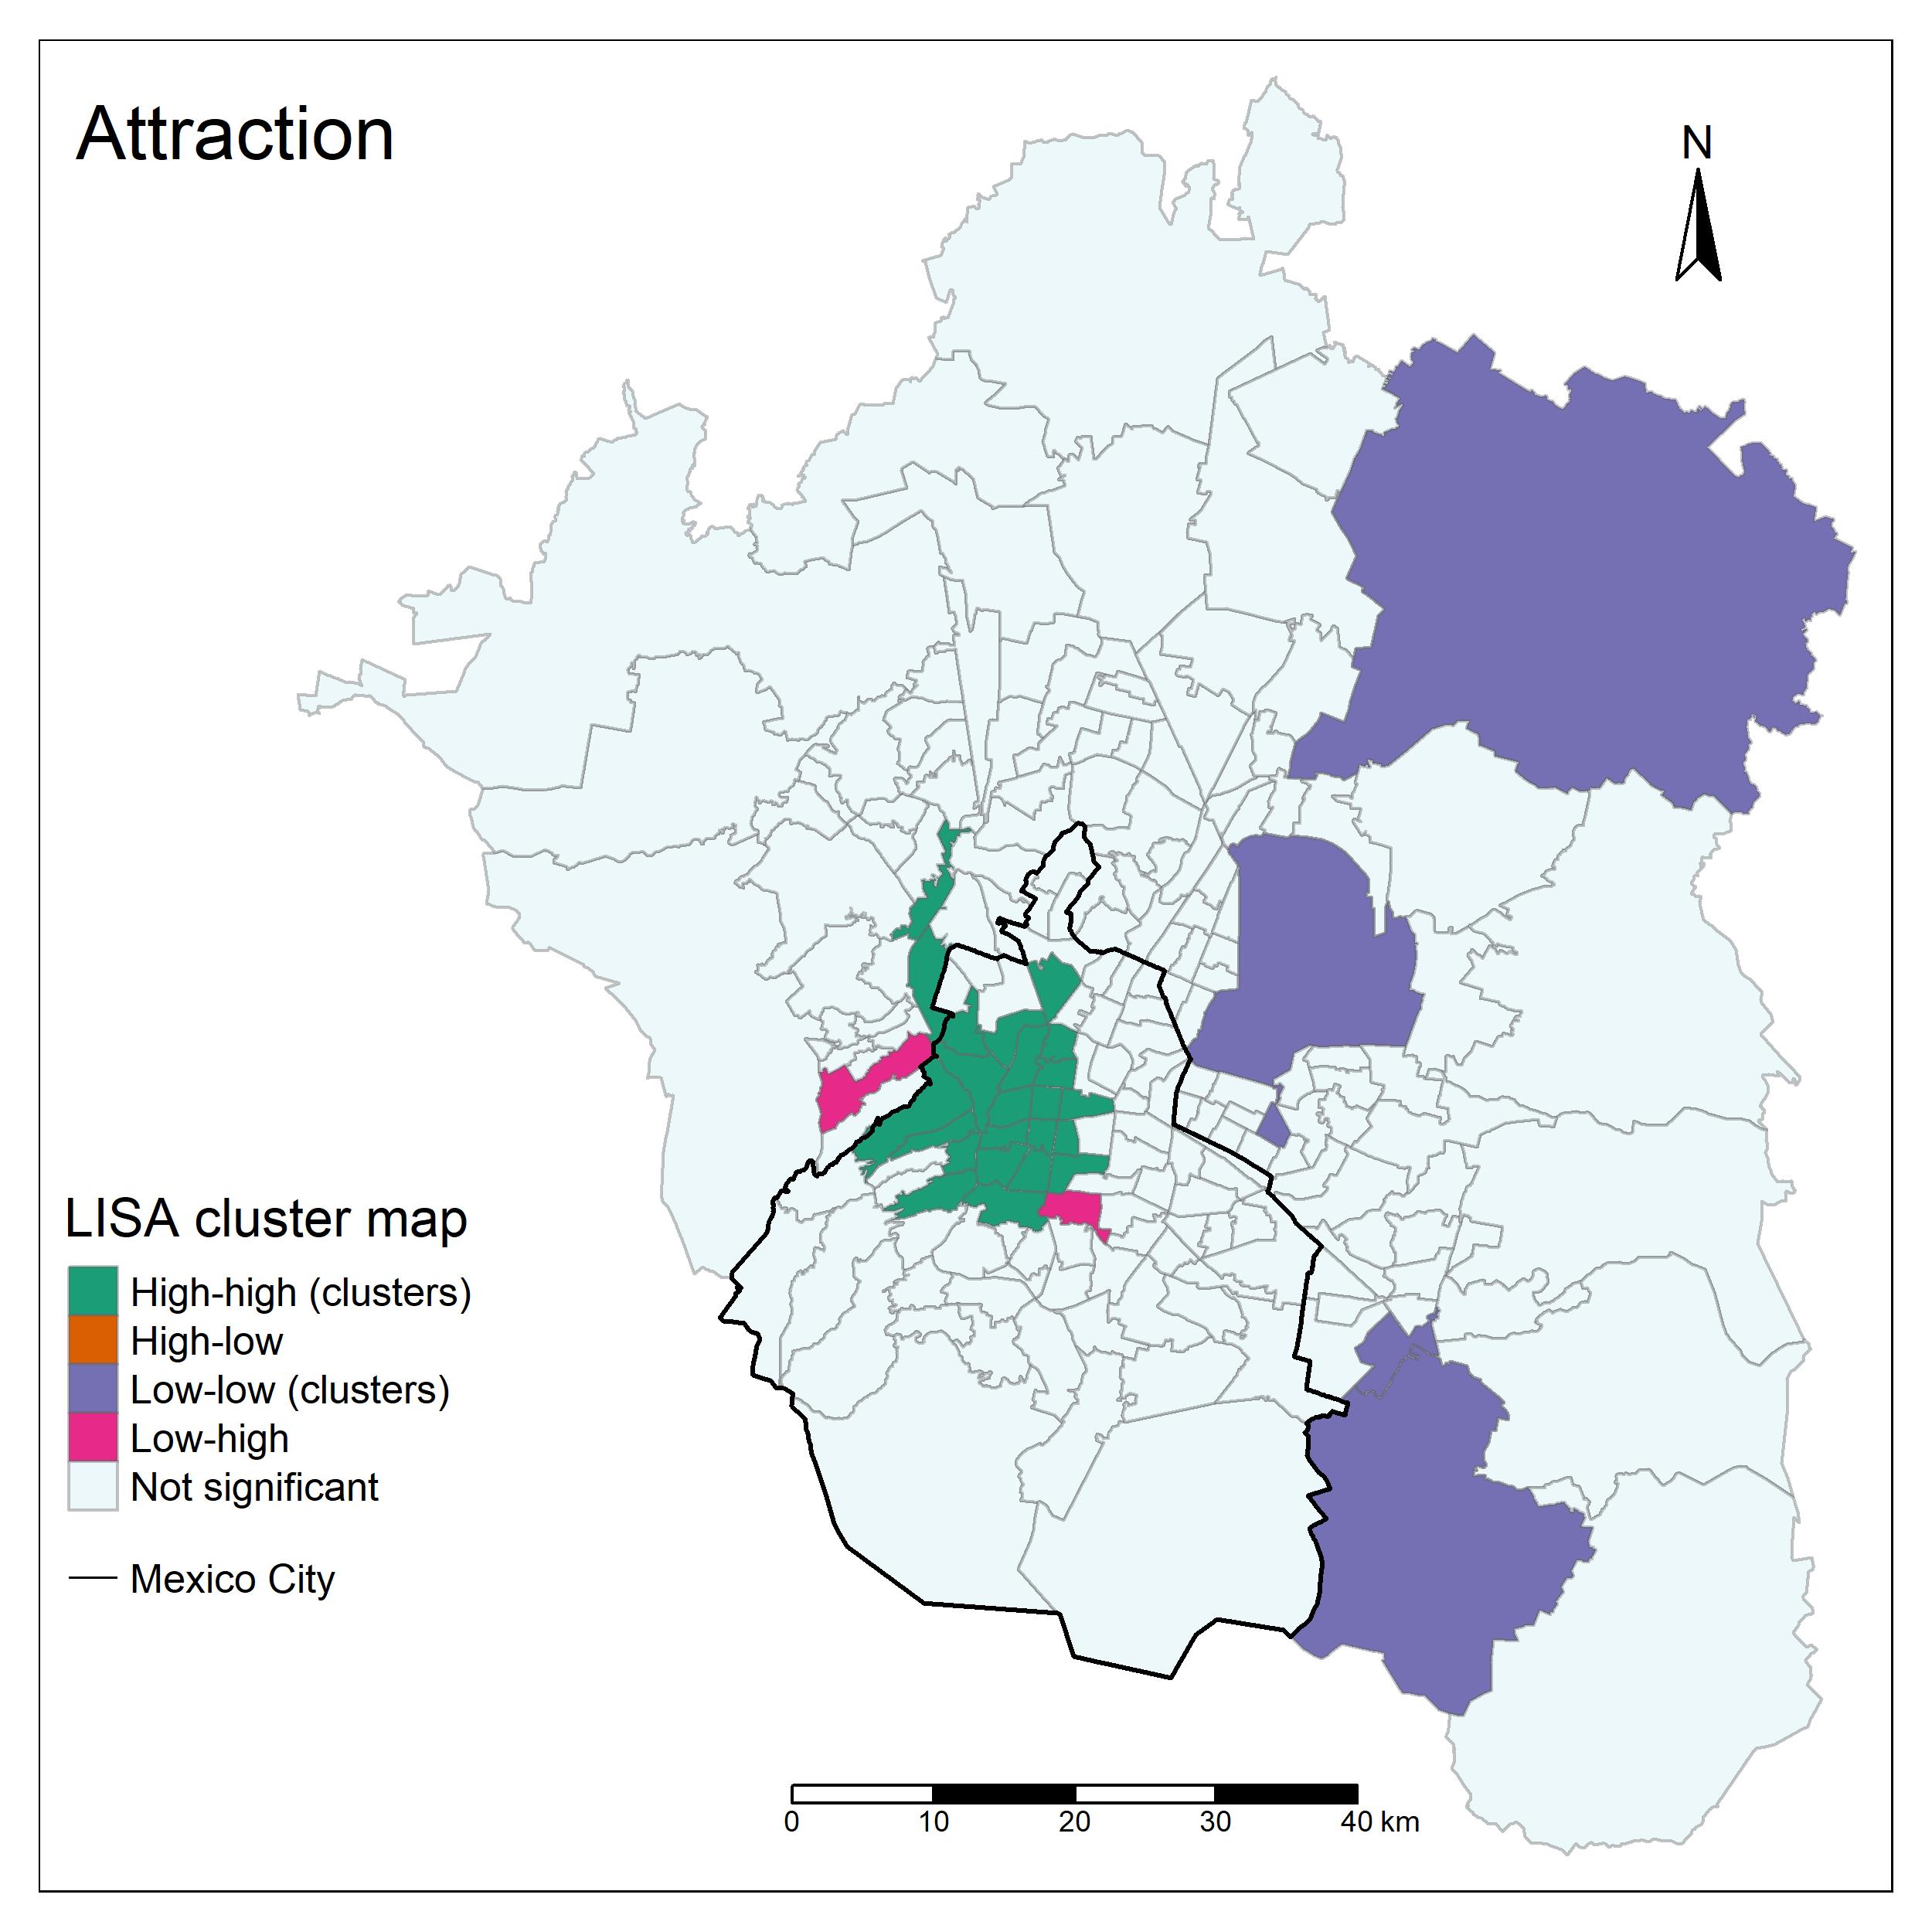 Attraction
N
LISA cluster map
High-high (clusters)
High-low
Low-low (clusters)
Low-high
Not significant
Mexico City
0 10 20 30 40 km